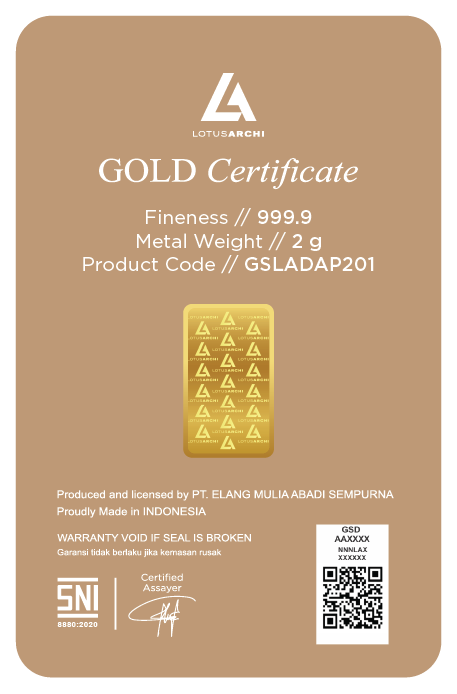 LOTUSARCHI
GOLD Certificate
Fineness // 999.9
Metal Weight // 2 g
Product Code // GSLADAP201
Produced and licensed by PT. ELANG MULIA ABADI SEMPURNA
Proudly Made in INDONESIA
WARRANTY VOID IF SEAL IS BROKEN
Garansi tidak berlaku jika kemasan rusak
SNI
8880:2020
Certified
Assayer
GSD
AAXXXX
NNNLAX
XXXXXX